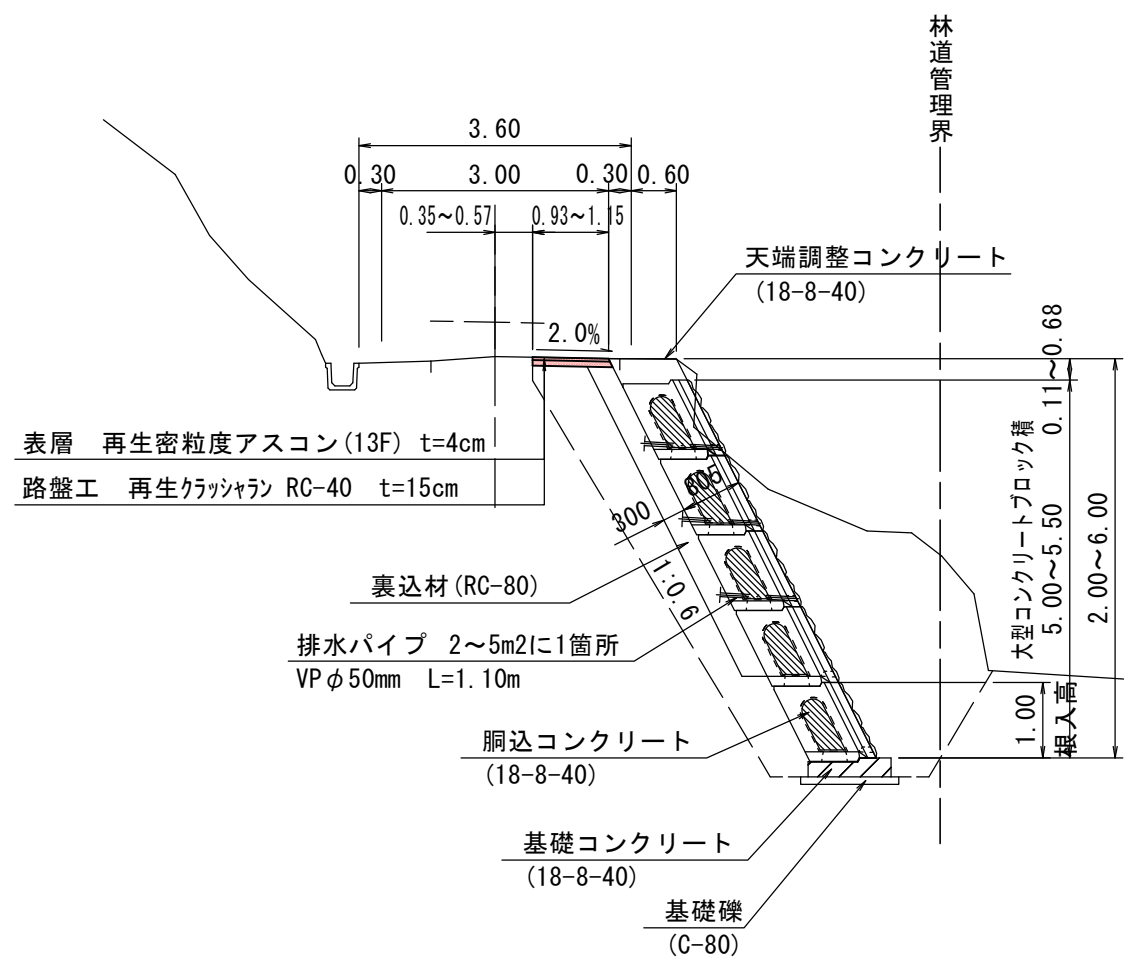 林道管理界
3.60
0.30
3.00
0.30
0.60
0.35~0.57
0.93~1.15
天端調整コンクリート
(18-8-40)
2.0%
0.11~0.68
表層 再生密粒度アスコン(13F) t=4cm
路盤工 再生クラッシャラン RC-40 t=15cm
300
805
1:0.6
大型コンクリートブロック積
5.00~5.50
2.00~6.00
裏込材(RC-80)
排水パイプ 2~5m2に1箇所
VPφ50mm L=1.10m
1.00
根入高
胴込コンクリート
(18-8-40)
基礎コンクリート
(18-8-40)
基礎礫
(C-80)